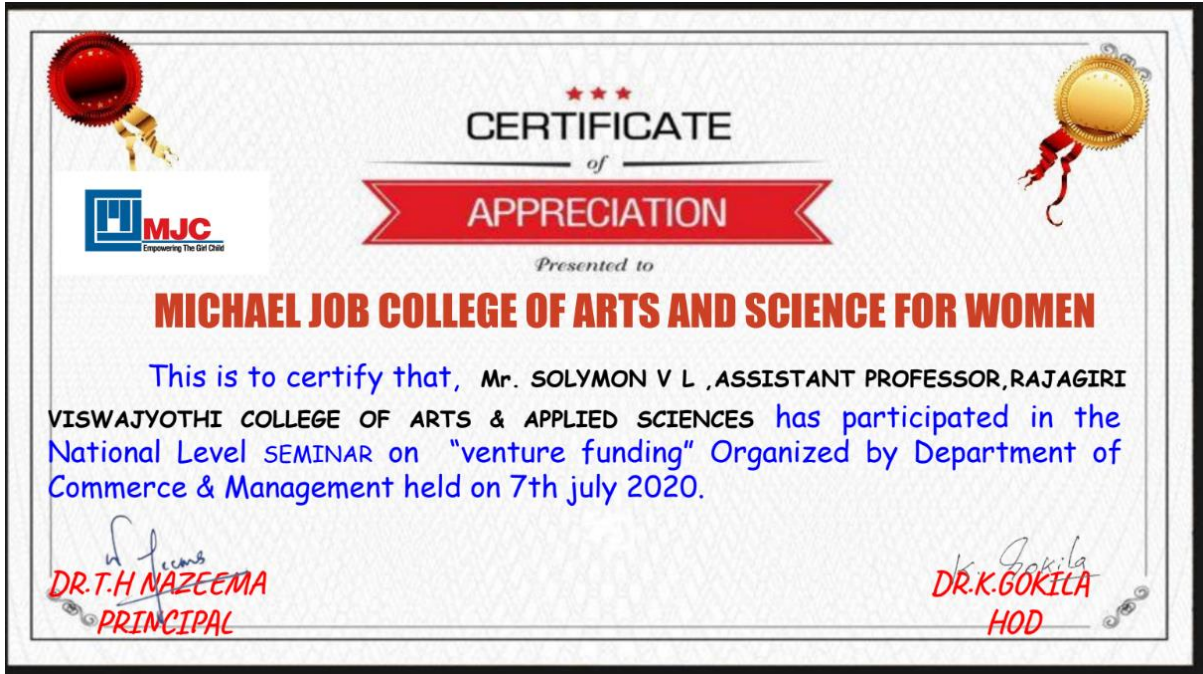 CERTIFICATE
of
APPRECIATION
MJC
Empowering The Girl Child
Presented to
MICHAEL JOB COLLEGE OF ARTS AND SCIENCE FOR WOMEN
This is to certify that, Mr. SOLYMON V L ,ASSISTANT PROFESSOR,RAJAGIRI
VISWAJYOTHI COLLEGE OF ARTS & APPLIED SCIENCES has participated in the
National Level SEMINAR on "venture funding" Organized by Department of
Commerce & Management held on 7th july 2020.
K. Gokila
DR.T.H NAZEEMA
DR.K.GOKILA
PRINCIPAL
HOD